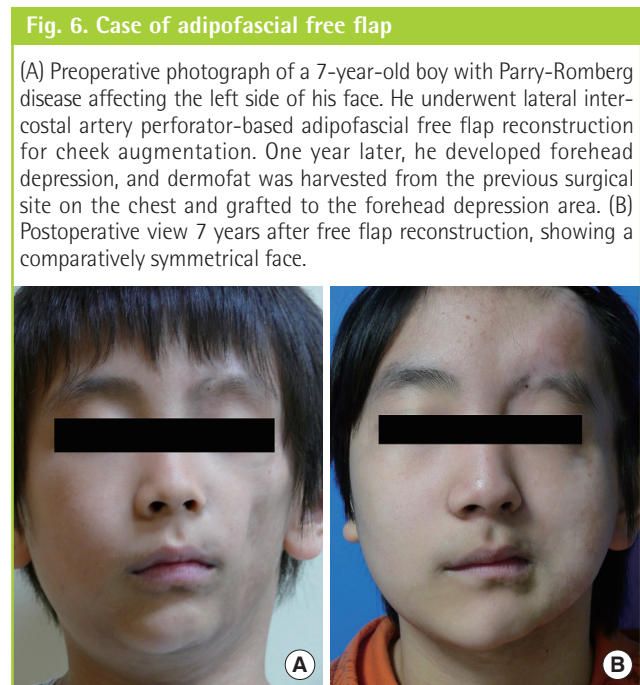 Fig. 6. Case of adipofascial free flap
(A) Preoperative photograph of a 7-year-old boy with Parry-Romberg
disease affecting the left side of his face. He underwent lateral inter-
costal artery perforator-based adipofascial free flap reconstruction
for cheek augmentation. One year later, he developed forehead
depression, and dermofat was harvested from the previous surgical
site on the chest and grafted to the forehead depression area. (B)
Postoperative view 7 years after free flap reconstruction, showing a
comparatively symmetrical face.
A
B